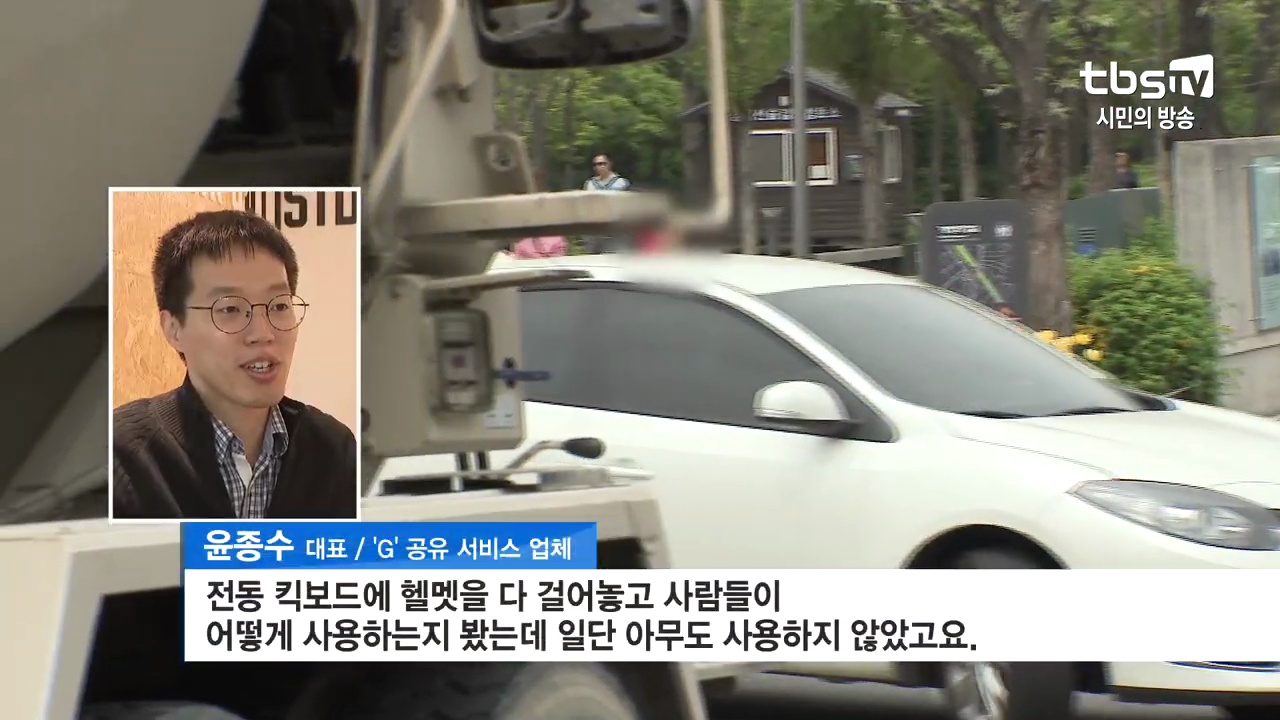 tbsTV
시민의 방송
윤종수 대표 / 'G' 공유 서비스 업체
전동 킥보드에 헬멧을 다 걸어놓고 사람들이
어떻게 사용하는지 봤는데 일단 아무도 사용하지 않았고요.